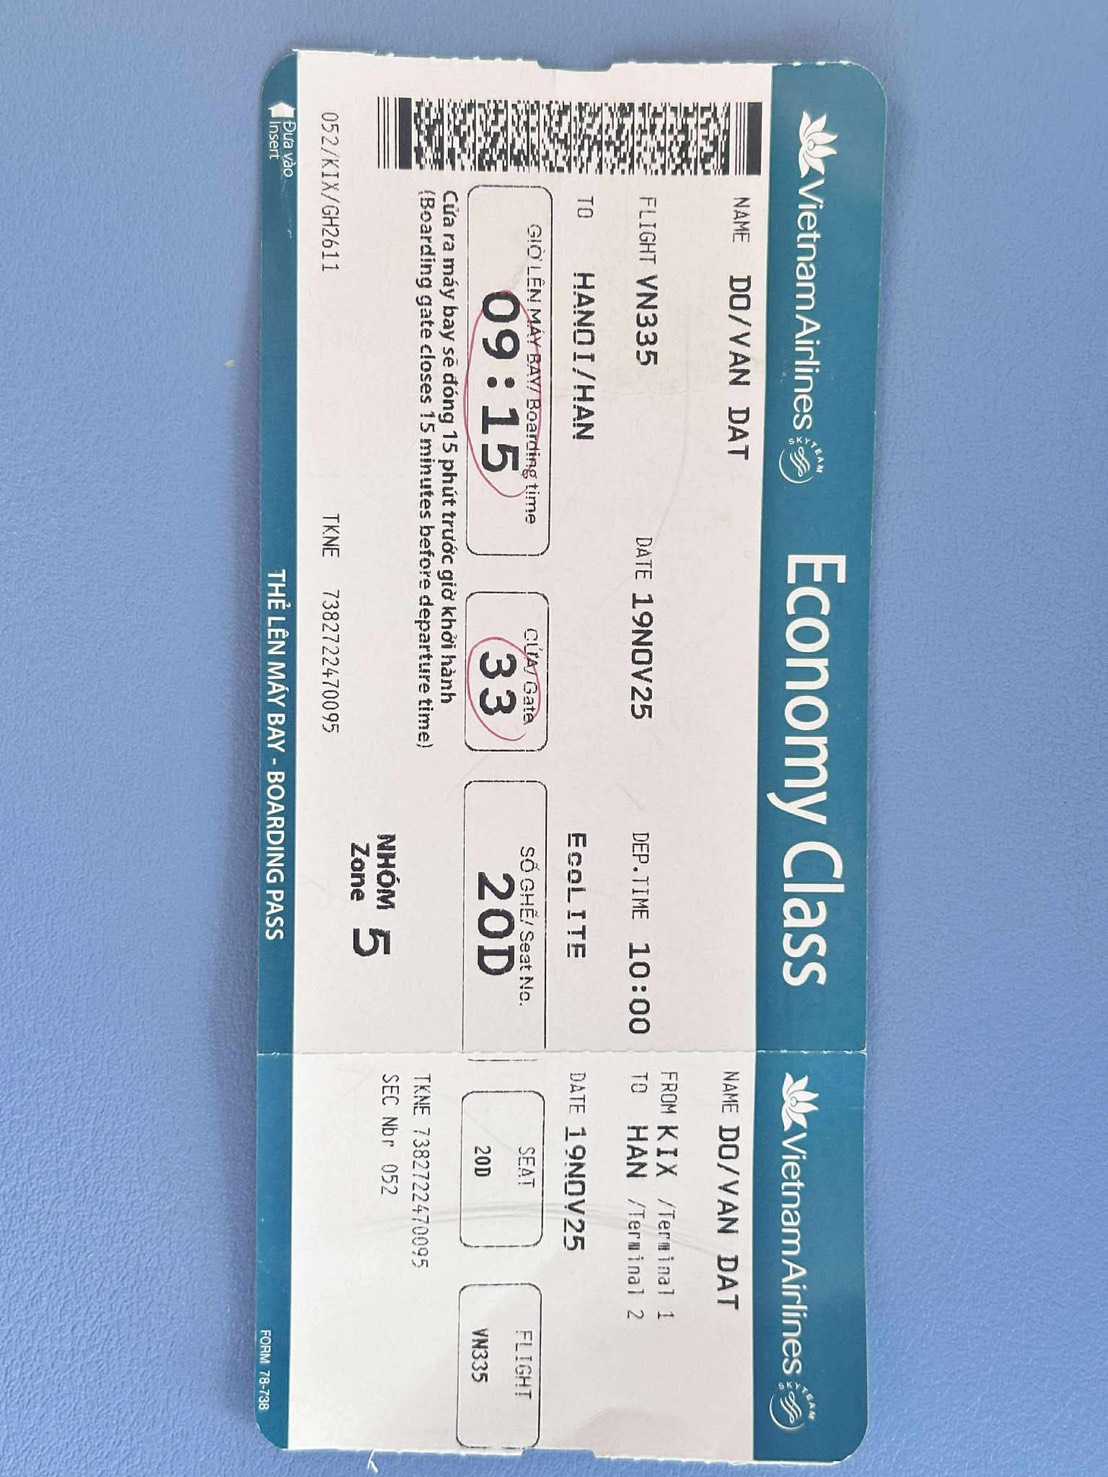 Vietnam Airlines SKYTEAM Economy Class
NAME DO/VAN DAT
FLIGHT VN335 DATE 19NOV25 DEP.TIME 10:00
TO HANOI/HAN EcoLITE
GIỜ LÊN MÁY BAY/ Boarding time
09:15
CỬA/ Gate
33
SỐ GHẾ/ Seat No.
20D
Cửa ra máy bay sẽ đóng 15 phút trước giờ khởi hành
(Boarding gate closes 15 minutes before departure time)
NHÓM
Zone 5
052/KIX/GH2611 TKNE 7382722470095
Đưa vào
Insert
THẺ LÊN MÁY BAY - BOARDING PASS
Vietnam Airlines SKYTEAM
NAME DO/VAN DAT
FROM KIX /Terminal 1
TO HAN /Terminal 2
DATE 19NOV25
SEAT
20D
FLIGHT
VN335
TKNE 7382722470095
SEC Nbr 052
FORM 78-738